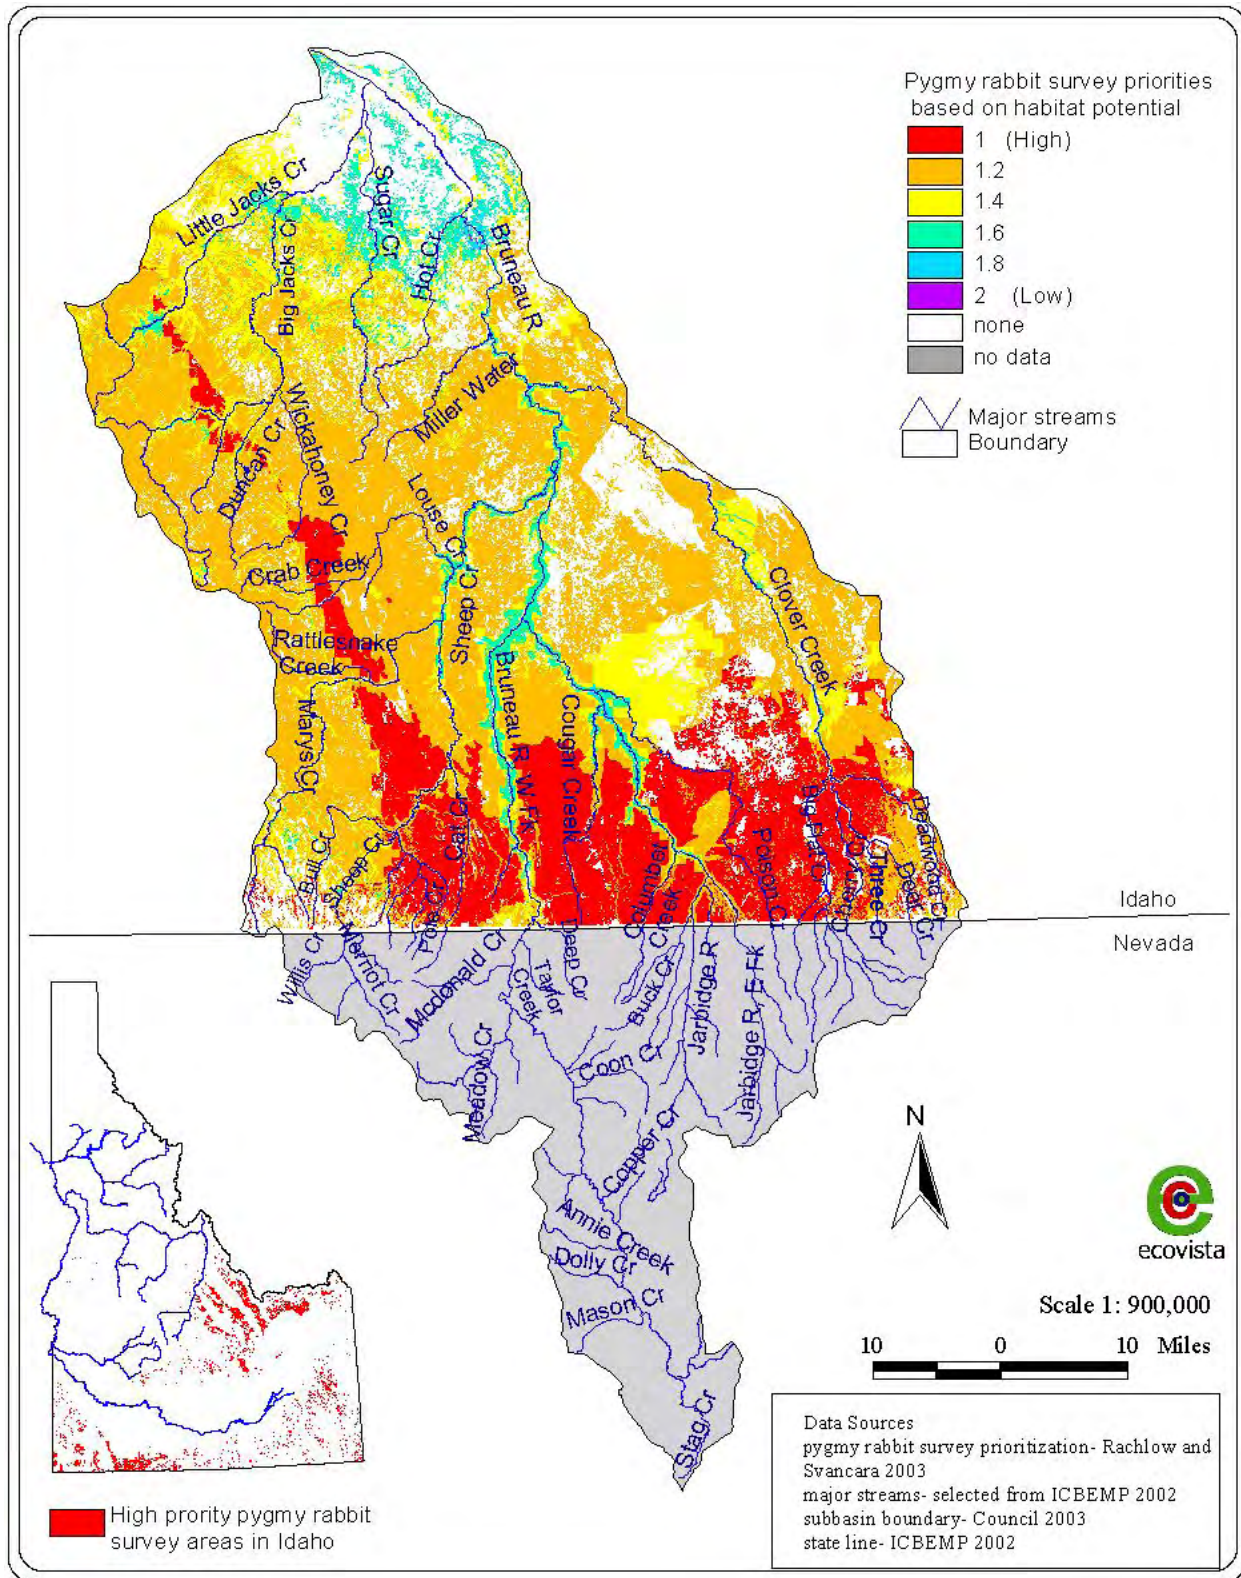 Pygmy rabbit survey priorities
based on habitat potential
1 (High)
1.2
1.4
1.6
1.8
2 (Low)
none
no data
Major streams
Boundary
Little Jacks Cr
Big Jacks Cr
Sugar Cr
Hot Cr
Bruneau R
Miller Water
Wickahoney Cr
Duncan Cr
Louse Cr
Crab Creek
Sheep Cr
Clover Creek
Rattlesnake
Creek
Marys Cr
Bruneau R, W Fk
Cougar Creek
Cat Cr
Bull Cr
Sheep Cr
Pole Cr
Columbet
Creek
Poison Cr
Big Flat Cr
Three Cr
Deadwood Cr
Dear Cr
Idaho
Nevada
Willis Cr
Merriot Cr
Mcdonald Cr
Taylor
Creek
Deep Cr
Buck Cr
Jarbidge R
Jarbidge R, E Fk
Meadow Cr
Coon Cr
Copper Cr
Annie Creek
Dolly Cr
Mason Cr
Stag Cr
N
ecovista
Scale 1: 900,000
10 0 10 Miles
Data Sources
pygmy rabbit survey prioritization- Rachlow and
Svancara 2003
major streams- selected from ICBEMP 2002
subbasin boundary- Council 2003
state line- ICBEMP 2002
High prority pygmy rabbit
survey areas in Idaho